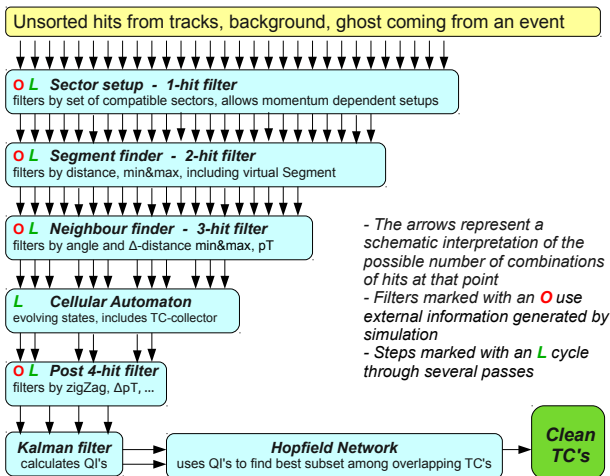 Unsorted hits from tracks, background, ghost coming from an event
O L Sector setup - 1-hit filter
filters by set of compatible sectors, allows momentum dependent setups
O L Segment finder - 2-hit filter
filters by distance, min&max, including virtual Segment
O L Neighbour finder - 3-hit filter
filters by angle and Δ-distance min&max, pT
L Cellular Automaton
evolving states, includes TC-collector
O L Post 4-hit filter
filters by zigZag, ΔpT, ...
- The arrows represent a
schematic interpretation of the
possible number of combinations
of hits at that point
- Filters marked with an O use
external information generated by
simulation
- Steps marked with an L cycle
through several passes
Kalman filter
calculates QI's
Hopfield Network
uses QI's to find best subset among overlapping TC's
Clean
TC's